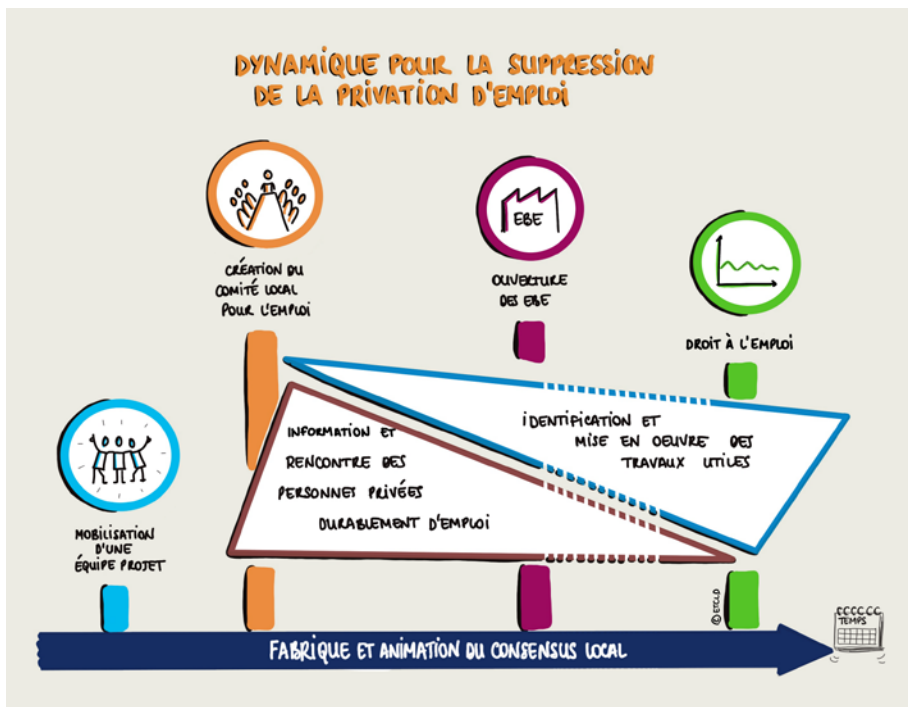 DYNAMIQUE POUR LA SUPPRESSION
DE LA PRIVATION D'EMPLOI
CRÉATION DU
COMITÉ LOCAL
POUR L'EMPLOI
EBE
OUVERTURE
DES EBE
DROIT À L'EMPLOI
MOBILISATION
D'UNE
ÉQUIPE PROJET
INFORMATION ET
RENCONTRE DES
PERSONNES PRIVÉES
DURABLEMENT D'EMPLOI
IDENTIFICATION ET
MISE EN OEUVRE DES
TRAVAUX UTILES
©ETCLD
TEMPS
FABRIQUE ET ANIMATION DU CONSENSUS LOCAL